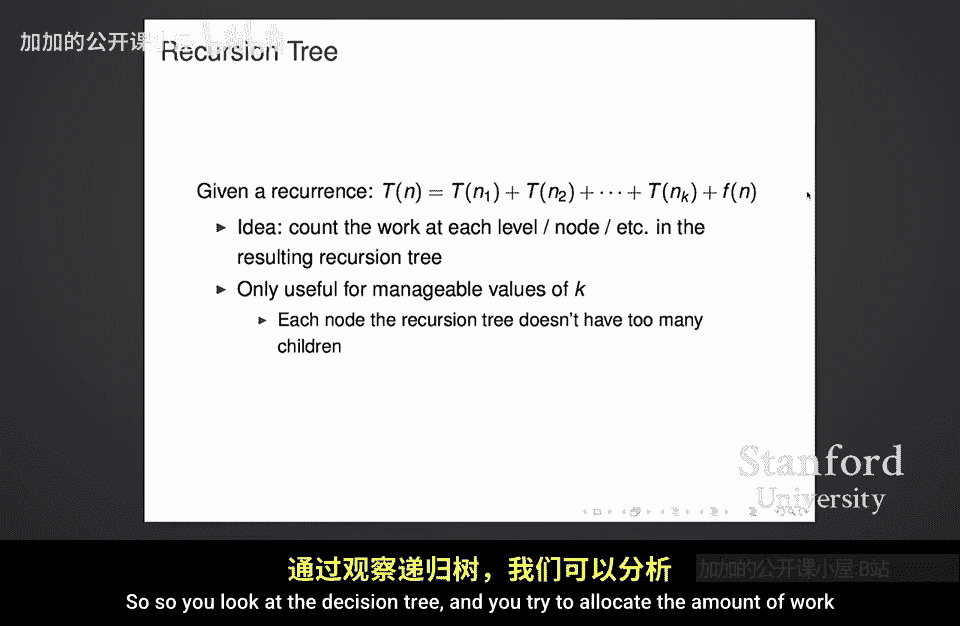 加加的公开课
Recursion Tree
Given a recurrence: T(n) = T(n₁) + T(n₂) + ··· + T(nₖ) + f(n)
► Idea: count the work at each level / node / etc. in the
resulting recursion tree
► Only useful for manageable values of k
► Each node the recursion tree doesn't have too many
children
Stanford
University
通过观察递归树，我们可以分析
加加的公开课小屋 B站
So so you look at the decision tree, and you try to allocate the amount of work